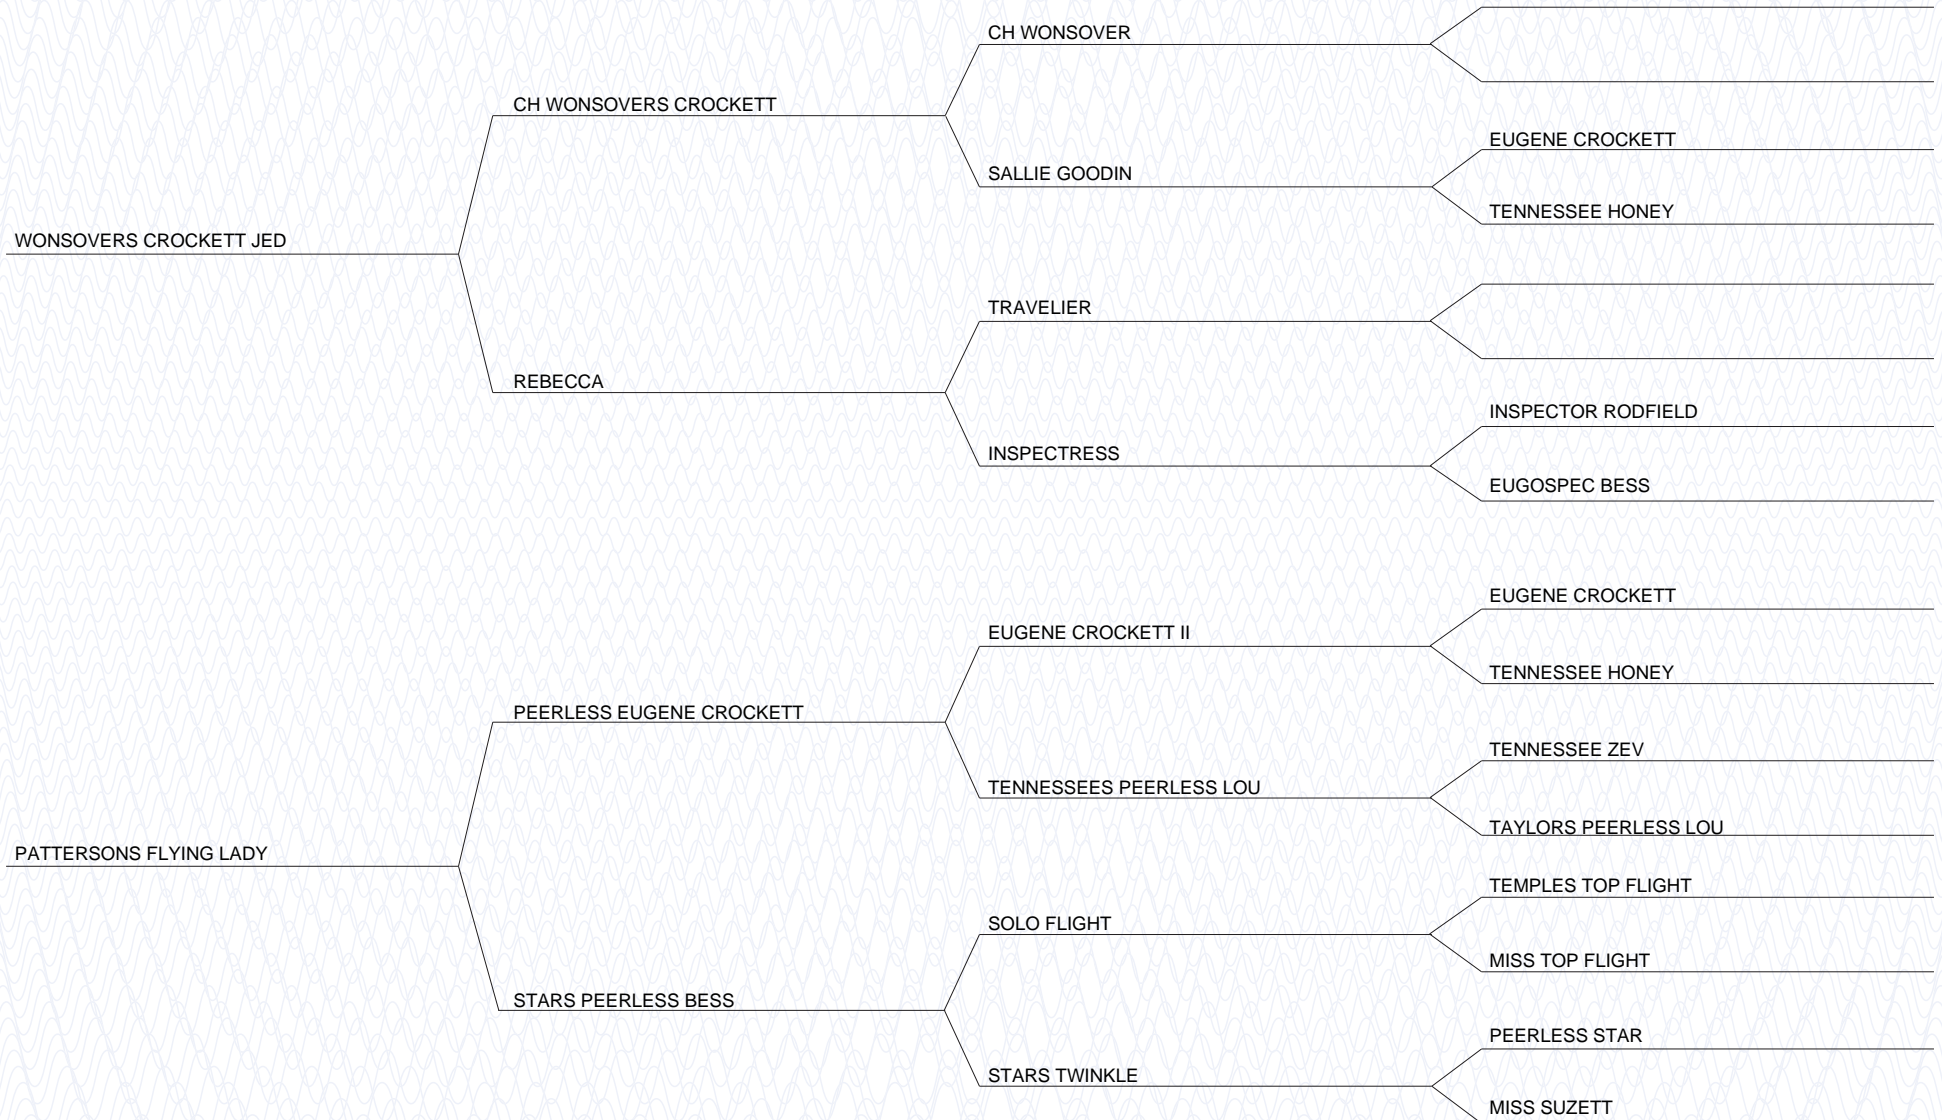 CH WONSOVER
CH WONSOVERS CROCKETT
EUGENE CROCKETT
SALLIE GOODIN
TENNESSEE HONEY
WONSOVERS CROCKETT JED
TRAVELIER
REBECCA
INSPECTOR RODFIELD
INSPECTRESS
EUGOSPEC BESS
EUGENE CROCKETT
EUGENE CROCKETT II
TENNESSEE HONEY
PEERLESS EUGENE CROCKETT
TENNESSEE ZEV
TENNESSEES PEERLESS LOU
TAYLORS PEERLESS LOU
PATTERSONS FLYING LADY
TEMPLES TOP FLIGHT
SOLO FLIGHT
MISS TOP FLIGHT
STARS PEERLESS BESS
PEERLESS STAR
STARS TWINKLE
MISS SUZETT